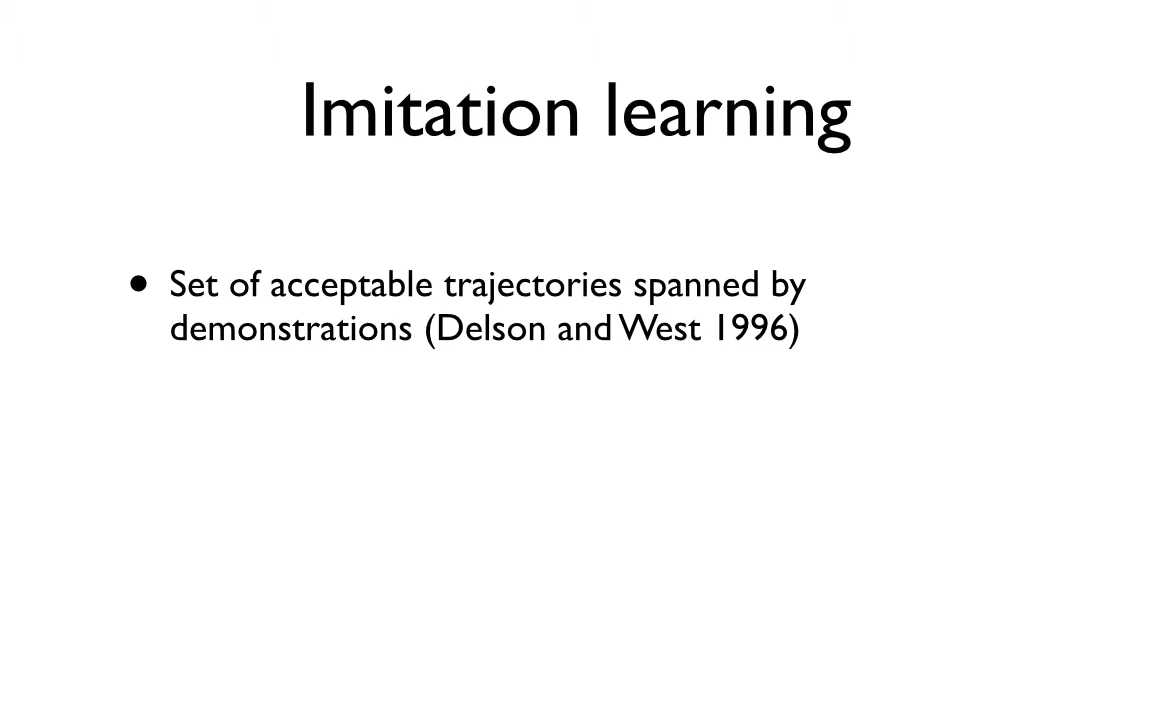 Imitation learning
• Set of acceptable trajectories spanned by
demonstrations (Delson and West 1996)